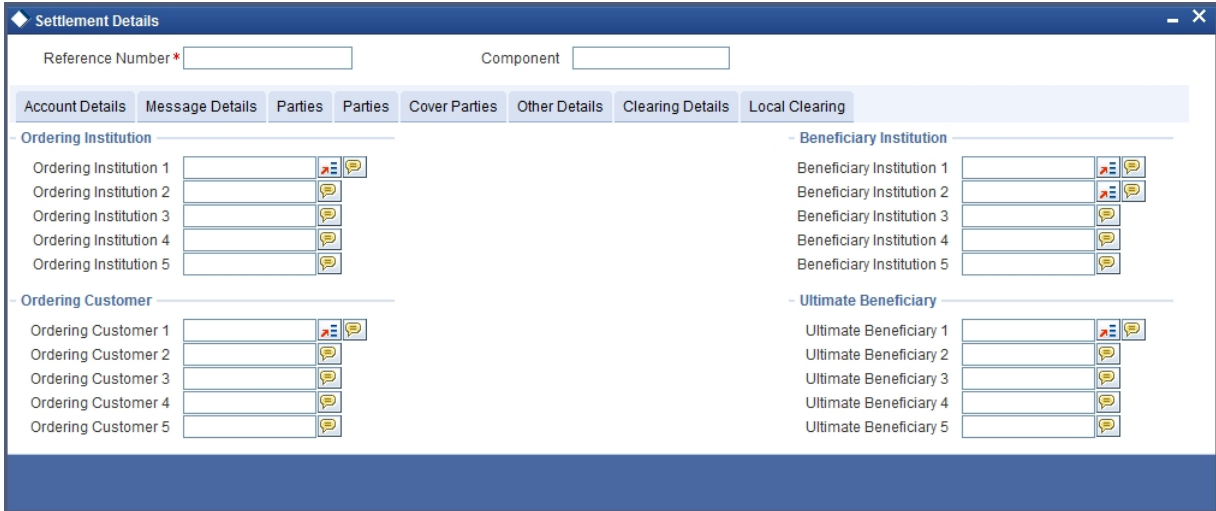 Settlement Details
Reference Number * Component
Account Details Message Details Parties Parties Cover Parties Other Details Clearing Details Local Clearing
Ordering Institution Beneficiary Institution
Ordering Institution 1 Beneficiary Institution 1
Ordering Institution 2 Beneficiary Institution 2
Ordering Institution 3 Beneficiary Institution 3
Ordering Institution 4 Beneficiary Institution 4
Ordering Institution 5 Beneficiary Institution 5
Ordering Customer Ultimate Beneficiary
Ordering Customer 1 Ultimate Beneficiary 1
Ordering Customer 2 Ultimate Beneficiary 2
Ordering Customer 3 Ultimate Beneficiary 3
Ordering Customer 4 Ultimate Beneficiary 4
Ordering Customer 5 Ultimate Beneficiary 5